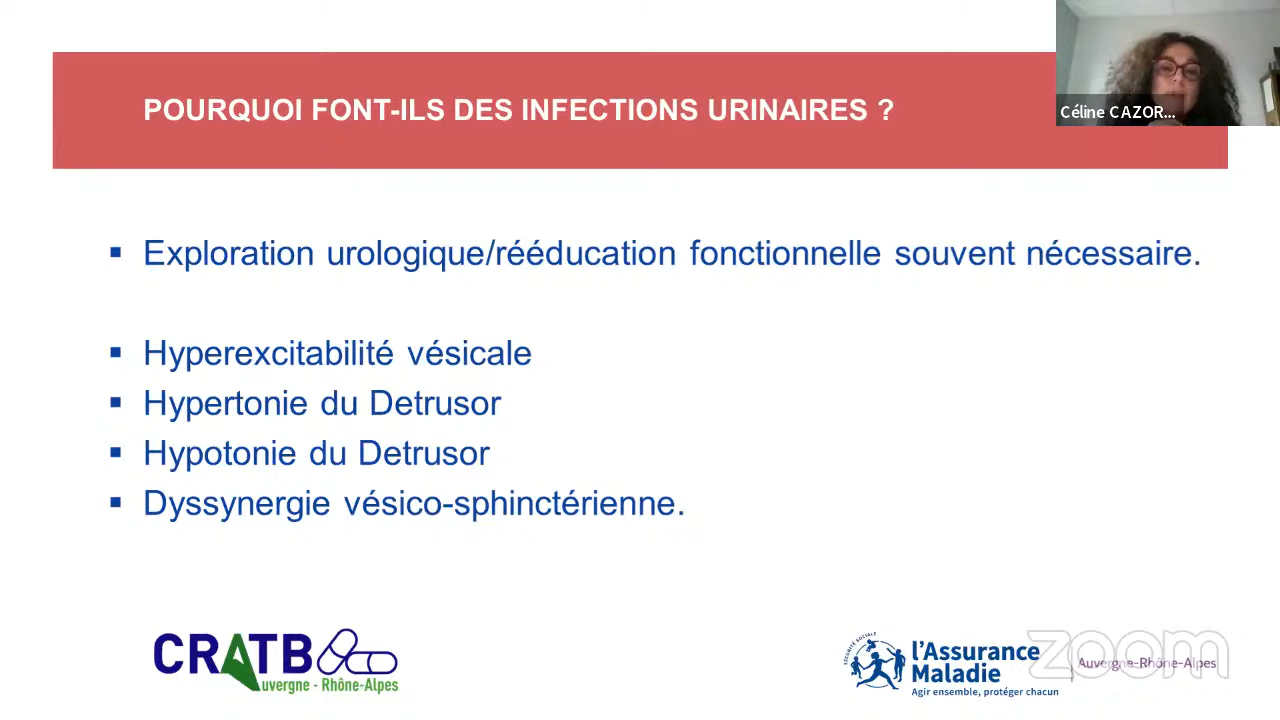 POURQUOI FONT-ILS DES INFECTIONS URINAIRES ?
Céline CAZOR...
▪ Exploration urologique/rééducation fonctionnelle souvent nécessaire.
▪ Hyperexcitabilité vésicale
▪ Hypertonie du Detrusor
▪ Hypotonie du Detrusor
▪ Dyssynergie vésico-sphinctérienne.
CRATB
Auvergne - Rhône-Alpes
SÉCURITÉ SOCIALE
l'Assurance
Maladie
Agir ensemble, protéger chacun
Auvergne-Rhône-Alpes
zoom